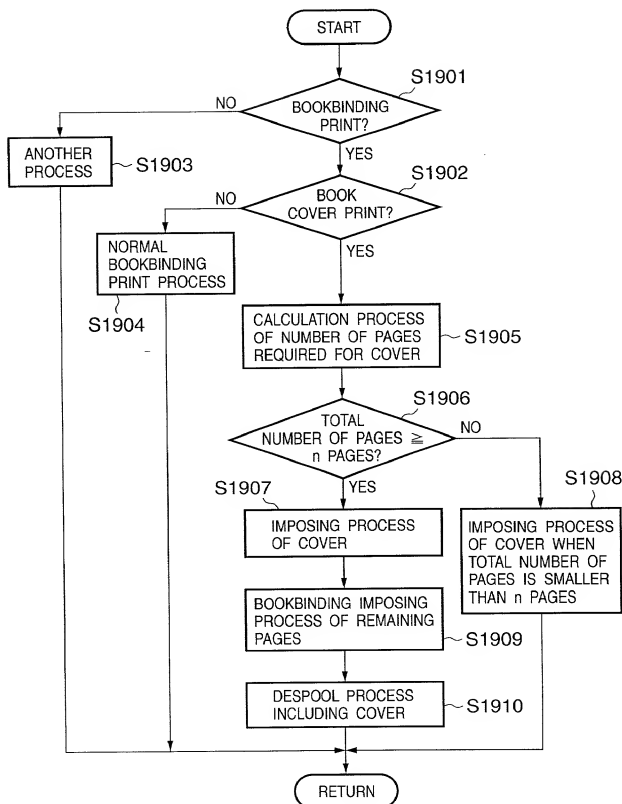 START
S1901
BOOKBINDING
PRINT?
NO
YES
ANOTHER
PROCESS
S1903
S1902
BOOK
COVER PRINT?
NO
YES
NORMAL
BOOKBINDING
PRINT PROCESS
S1904
CALCULATION PROCESS
OF NUMBER OF PAGES
REQUIRED FOR COVER
S1905
S1906
TOTAL
NUMBER OF PAGES ≧
n PAGES?
NO
YES
S1907
IMPOSING PROCESS
OF COVER
S1908
IMPOSING PROCESS
OF COVER WHEN
TOTAL NUMBER OF
PAGES IS SMALLER
THAN n PAGES
BOOKBINDING IMPOSING
PROCESS OF REMAINING
PAGES
S1909
DESPOOL PROCESS
INCLUDING COVER
S1910
RETURN